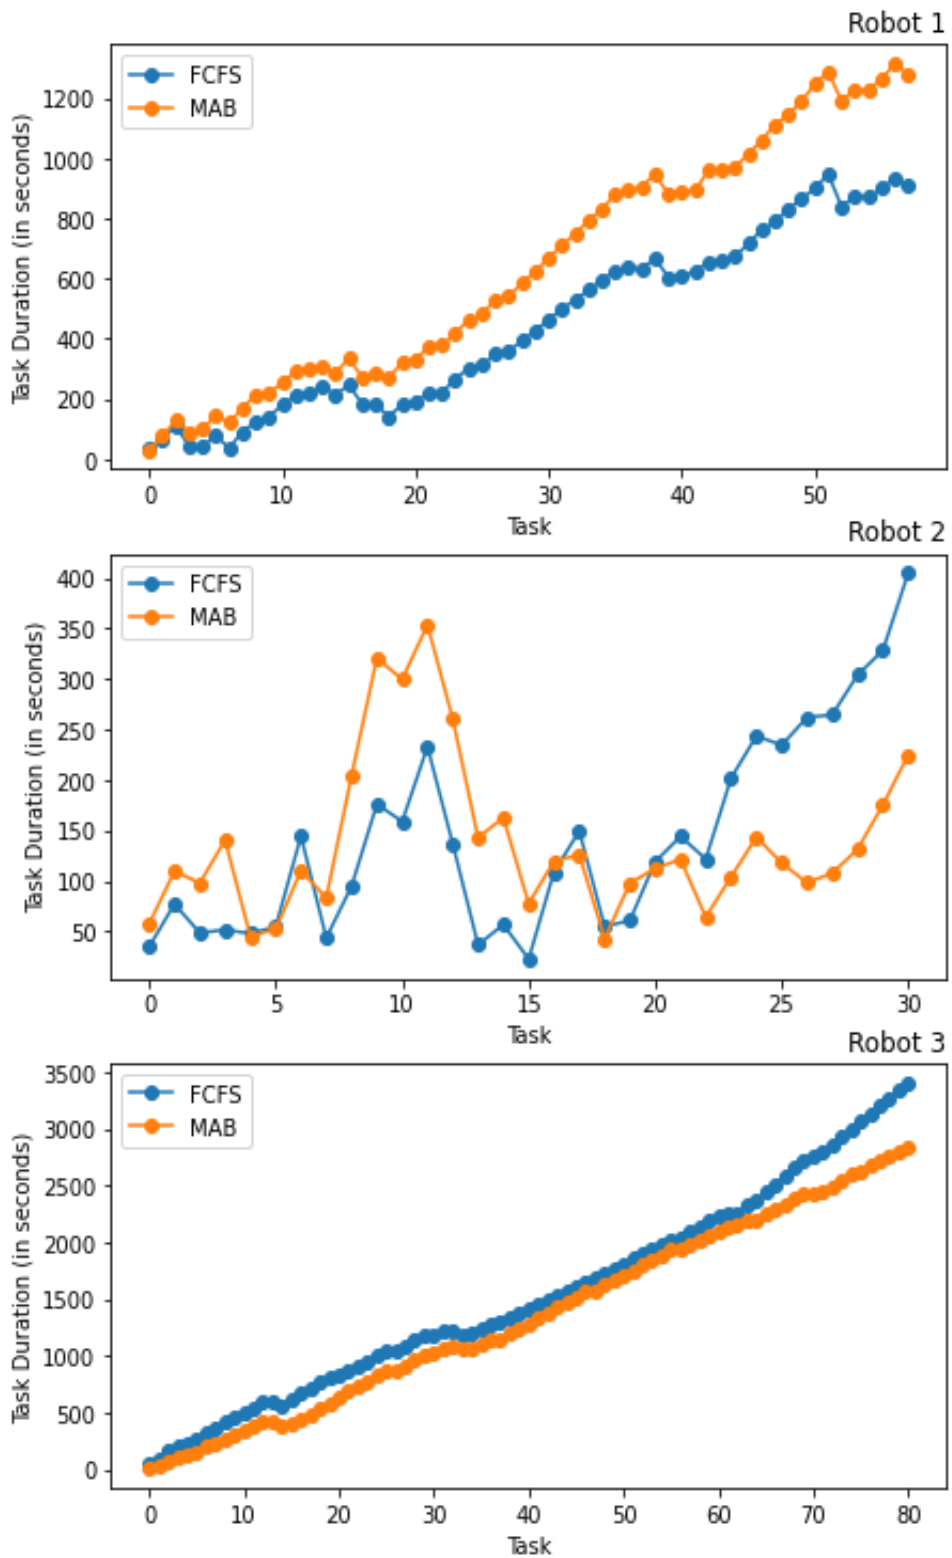 Robot 1
FCFS
MAB
Task Duration (in seconds)
1200
1000
800
600
400
200
0
0 10 20 30 40 50
Task
Robot 2
FCFS
MAB
Task Duration (in seconds)
400
350
300
250
200
150
100
50
0 5 10 15 20 25 30
Task
Robot 3
FCFS
MAB
Task Duration (in seconds)
3500
3000
2500
2000
1500
1000
500
0
0 10 20 30 40 50 60 70 80
Task